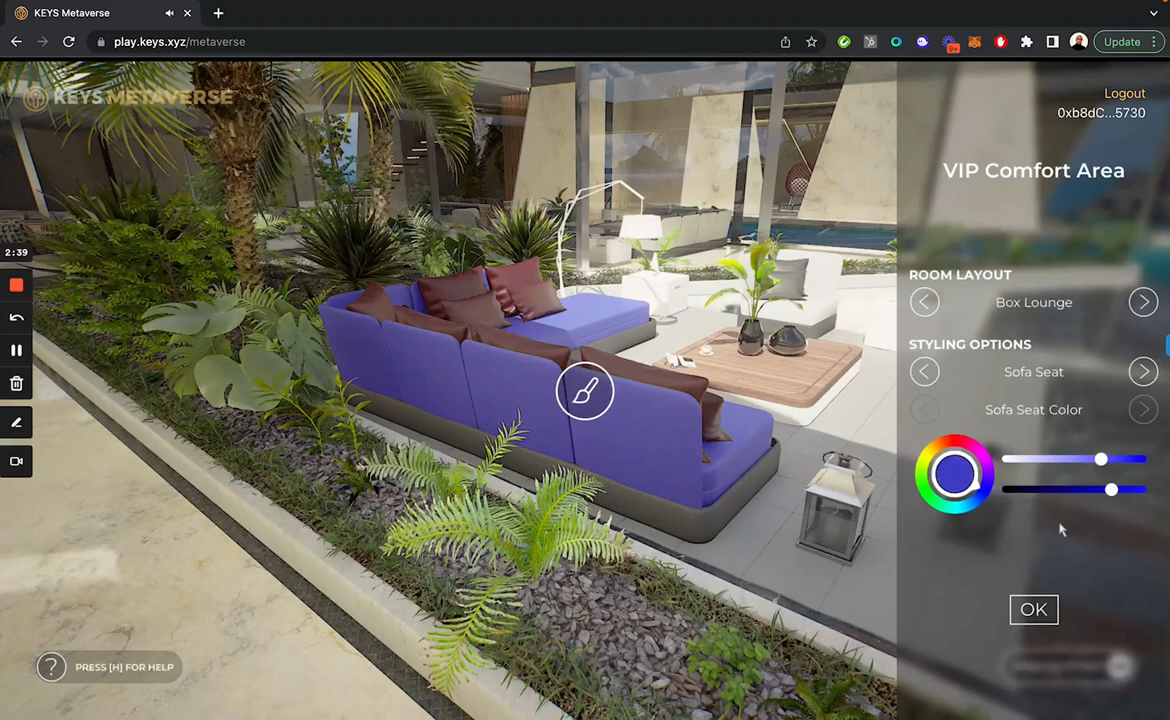 KEYS Metaverse
play.keys.xyz/metaverse
9+
Update
KEYS METAVERSE
Logout
0xb8dC...5730
VIP Comfort Area
2:39
ROOM LAYOUT
Box Lounge
STYLING OPTIONS
Sofa Seat
Sofa Seat Color
OK
? PRESS [H] FOR HELP